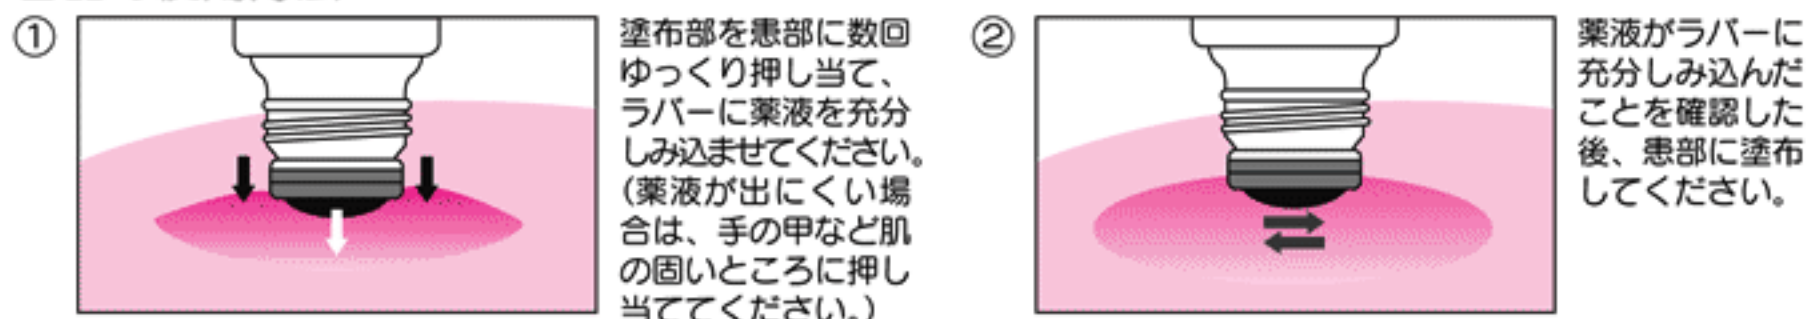 ①
塗布部を患部に数回
ゆっくり押し当て、
ラバーに薬液を充分
しみ込ませてください。
(薬液が出にくい場
合は、手の甲など肌
の固いところに押し
当ててください。)
②
薬液がラバーに
充分しみ込んだ
ことを確認した
後、患部に塗布
してください。